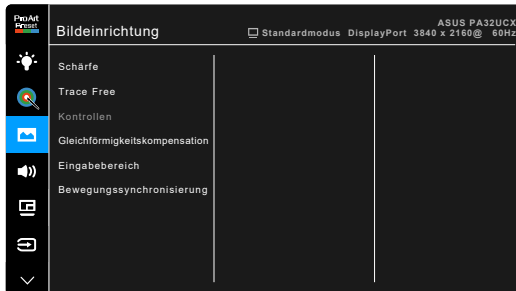 ProArt
Preset
Bildeinrichtung
ASUS PA32UCX
Standardmodus DisplayPort 3840 x 2160@ 60Hz
Schärfe
Trace Free
Kontrollen
Gleichförmigkeitskompensation
Eingabebereich
Bewegungssynchronisierung